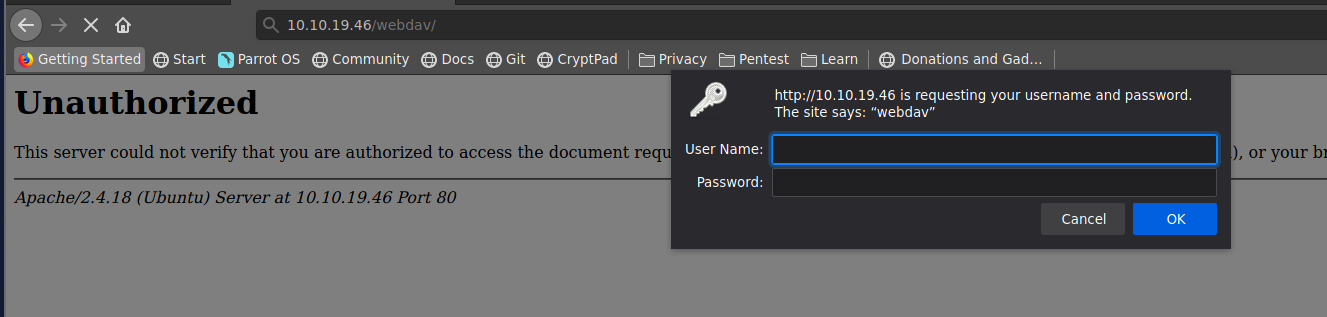 10.10.19.46/webdav/
Getting Started Start Parrot OS Community Docs Git CryptPad Privacy Pentest Learn Donations and Gad…
Unauthorized
This server could not verify that you are authorized to access the document requ
), or your br
Apache/2.4.18 (Ubuntu) Server at 10.10.19.46 Port 80
http://10.10.19.46 is requesting your username and password.
The site says: “webdav”
User Name:
Password:
Cancel OK